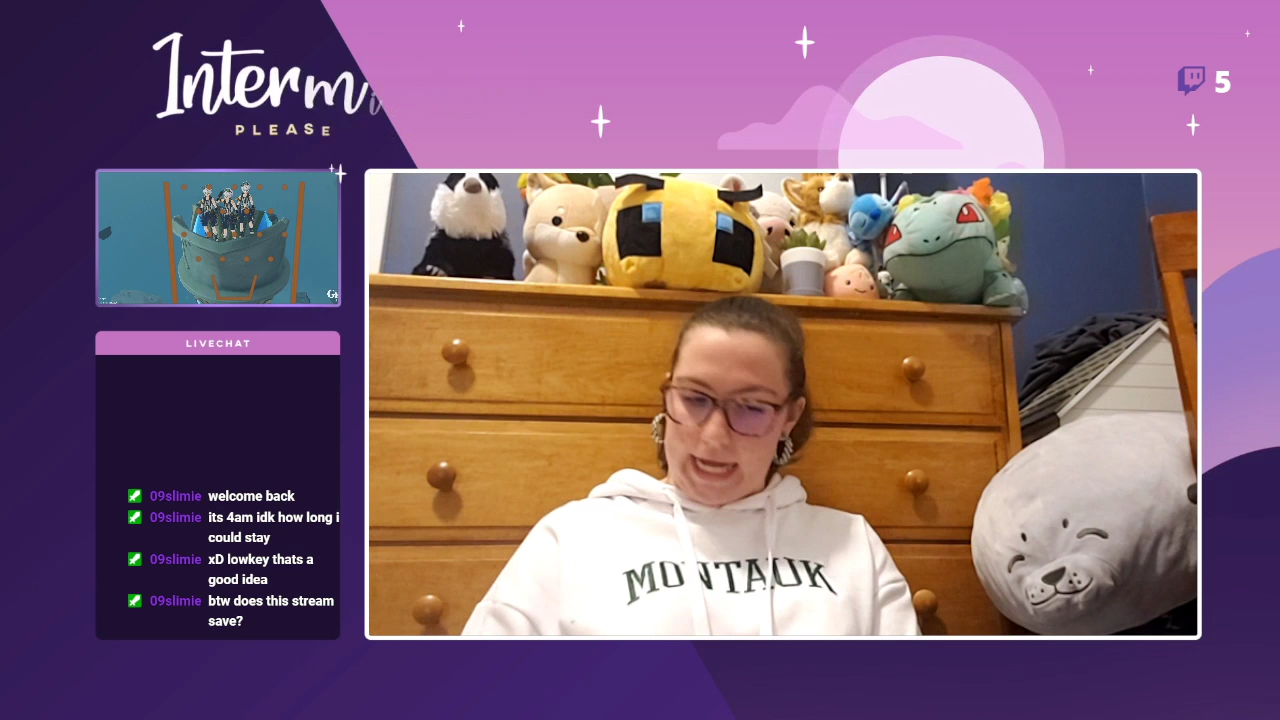 Intermi
PLEASE
5
LIVECHAT
09slimie welcome back
09slimie its 4am idk how long i
could stay
09slimie xD lowkey thats a
good idea
09slimie btw does this stream
save?
MONTAUK